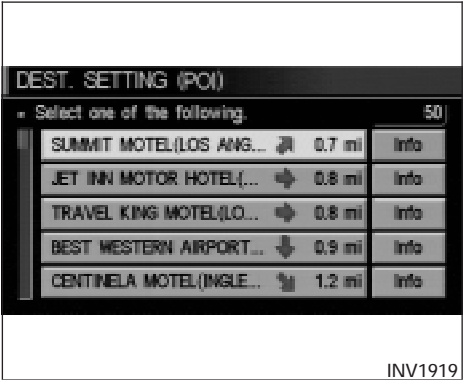 DEST. SETTING (POI)
Select one of the following. 50
SUMMIT MOTEL(LOS ANG... 0.7 mi Info
JET INN MOTOR HOTEL(... 0.8 mi Info
TRAVEL KING MOTEL(LO... 0.8 mi Info
BEST WESTERN AIRPORT... 0.9 mi Info
CENTINELA MOTEL(INGLE... 1.2 mi Info
INV1919